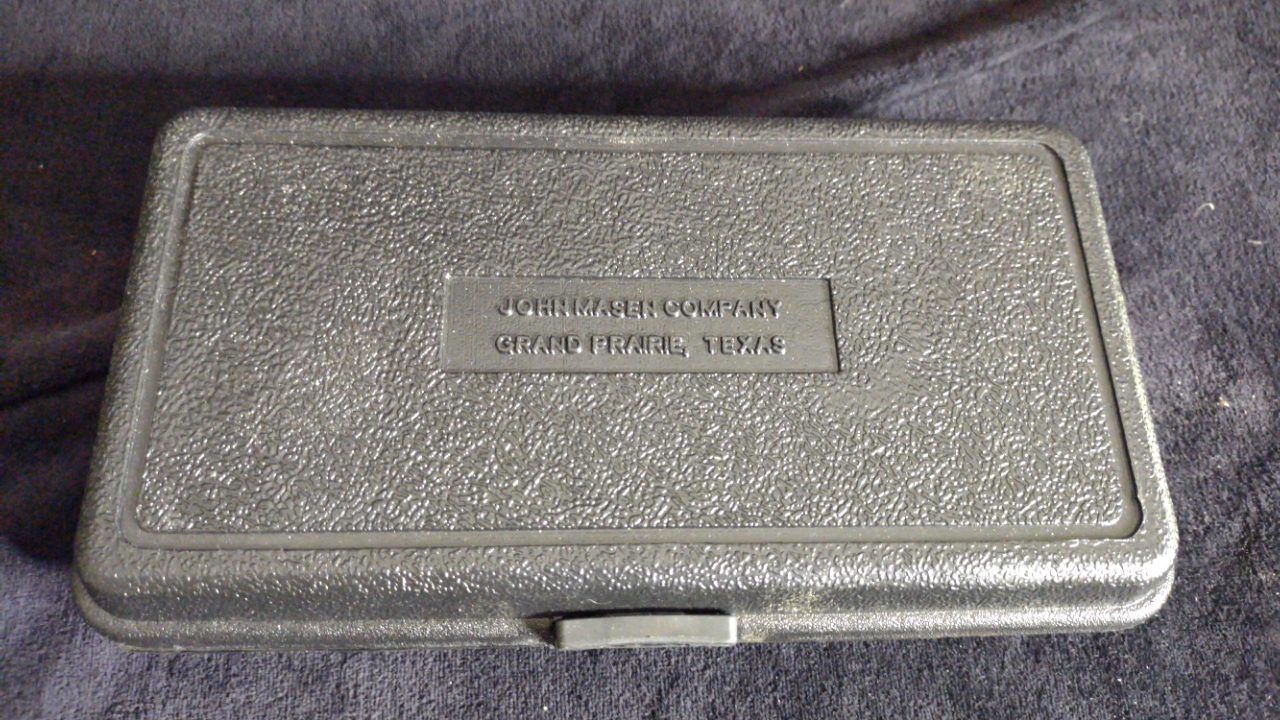 JOHN MASEN COMPANY
GRAND PRAIRIE, TEXAS